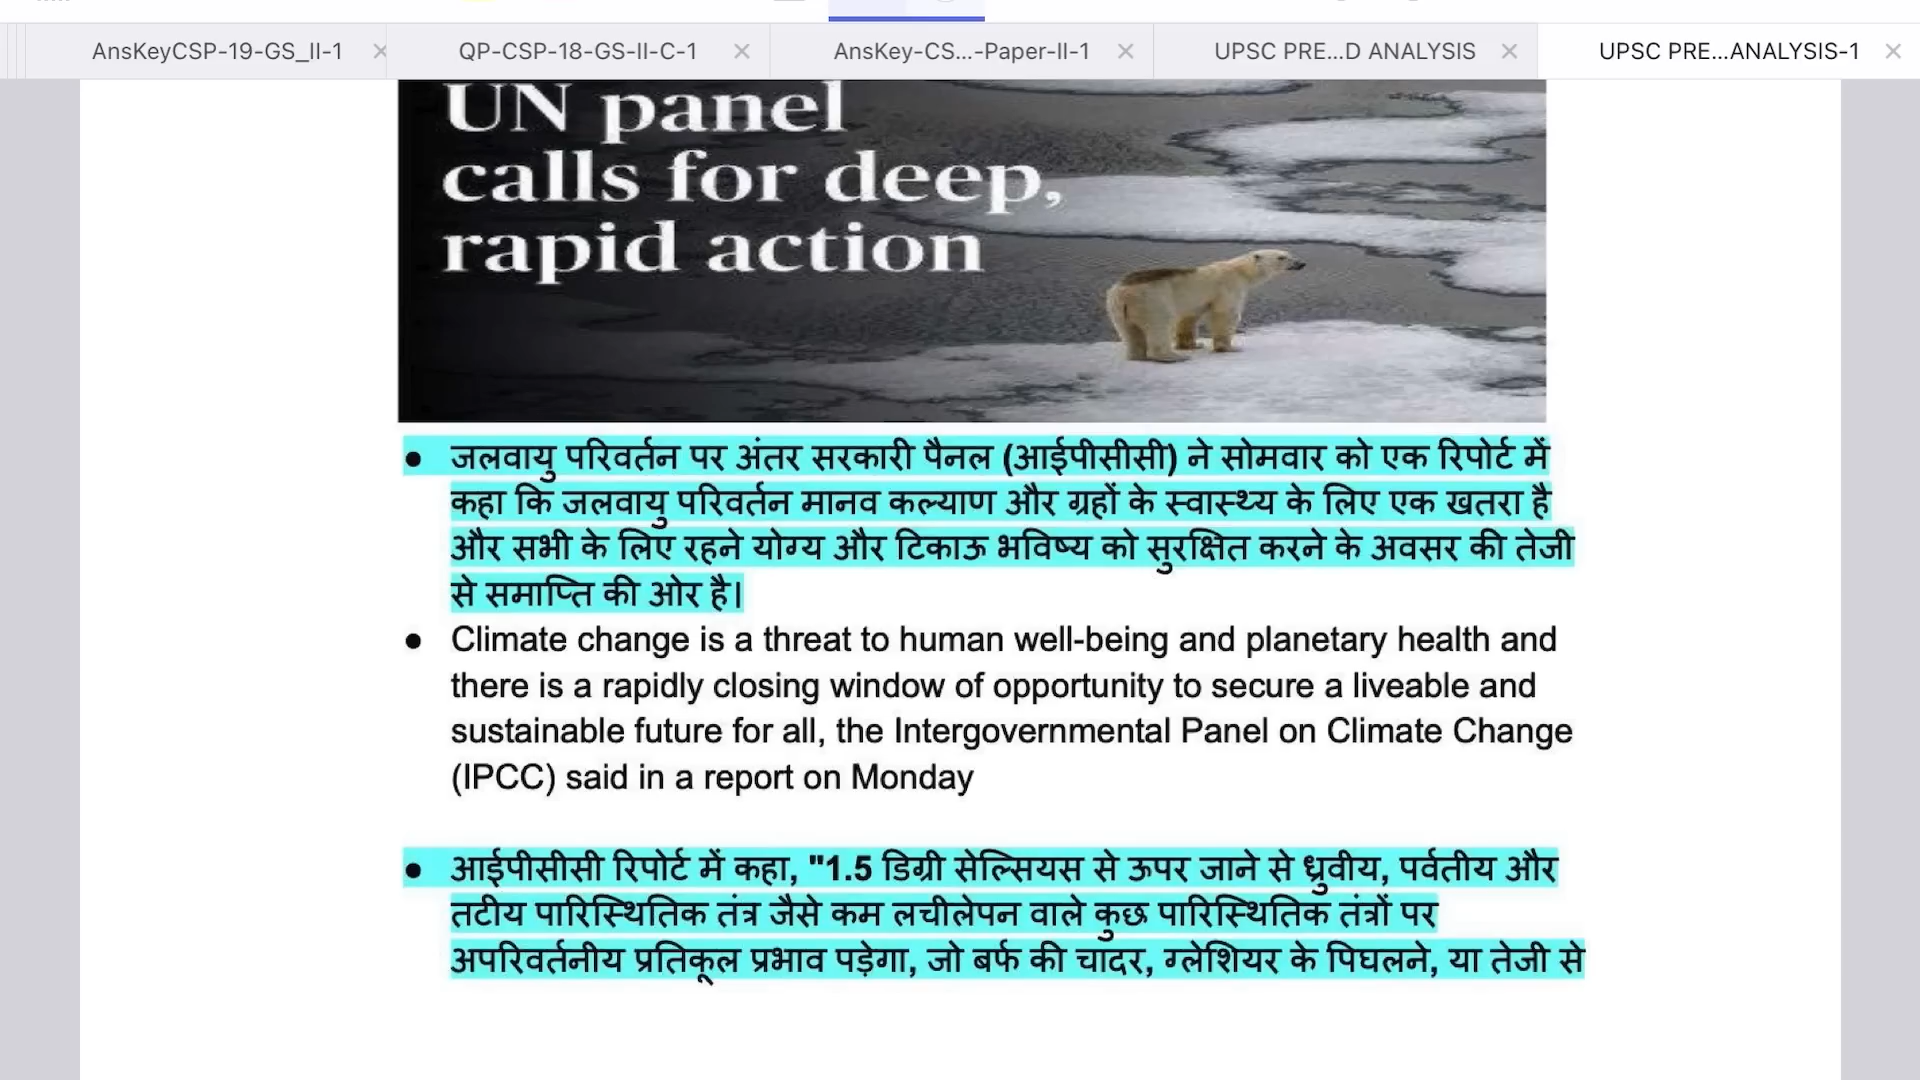 AnsKeyCSP-19-GS_II-1
QP-CSP-18-GS-II-C-1
AnsKey-CS...-Paper-II-1
UPSC PRE...D ANALYSIS
UPSC PRE...ANALYSIS-1
UN panel
calls for deep,
rapid action
● जलवायु परिवर्तन पर अंतर सरकारी पैनल (आईपीसीसी) ने सोमवार को एक रिपोर्ट में
कहा कि जलवायु परिवर्तन मानव कल्याण और ग्रहों के स्वास्थ्य के लिए एक खतरा है
और सभी के लिए रहने योग्य और टिकाऊ भविष्य को सुरक्षित करने के अवसर की तेजी
से समाप्ति की ओर है।
● Climate change is a threat to human well-being and planetary health and
there is a rapidly closing window of opportunity to secure a liveable and
sustainable future for all, the Intergovernmental Panel on Climate Change
(IPCC) said in a report on Monday
● आईपीसीसी रिपोर्ट में कहा, "1.5 डिग्री सेल्सियस से ऊपर जाने से ध्रुवीय, पर्वतीय और
तटीय पारिस्थितिक तंत्र जैसे कम लचीलेपन वाले कुछ पारिस्थितिक तंत्रों पर
अपरिवर्तनीय प्रतिकूल प्रभाव पड़ेगा, जो बर्फ की चादर, ग्लेशियर के पिघलने, या तेजी से